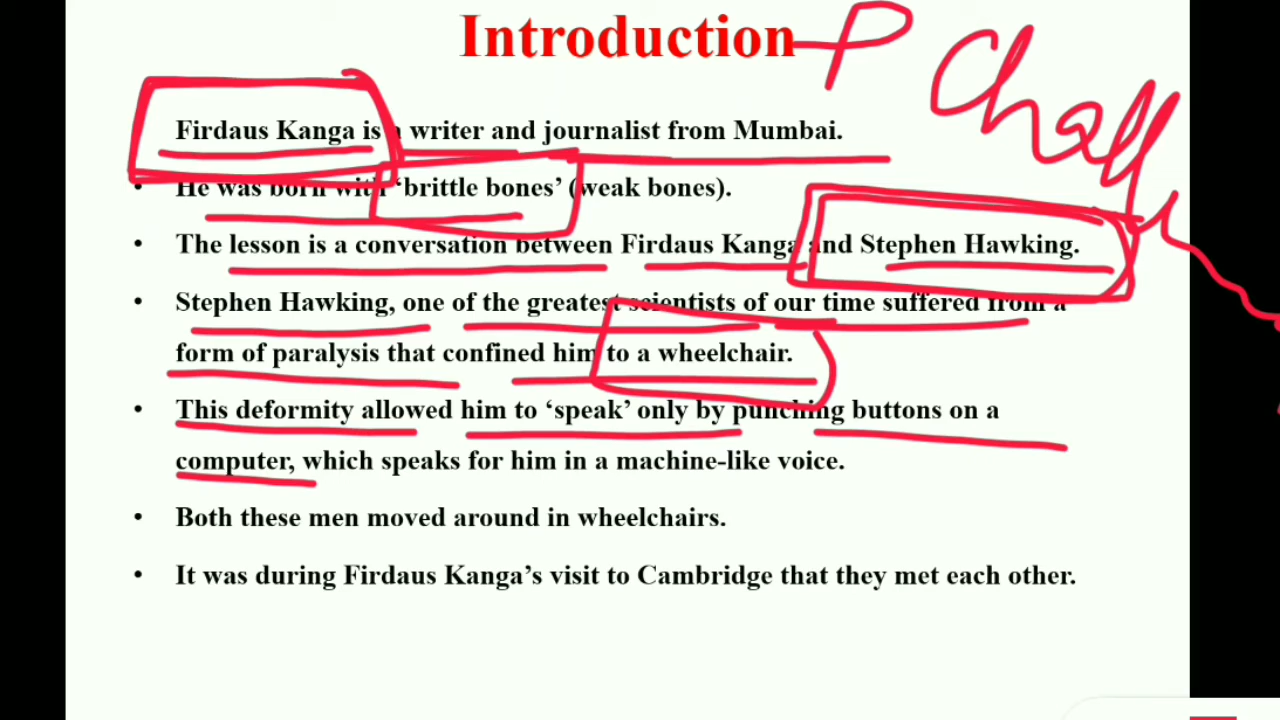 Introduction
P Chall
Firdaus Kanga is a writer and journalist from Mumbai.
• He was born with ‘brittle bones’ (weak bones).
• The lesson is a conversation between Firdaus Kanga and Stephen Hawking.
• Stephen Hawking, one of the greatest scientists of our time suffered from a
form of paralysis that confined him to a wheelchair.
• This deformity allowed him to ‘speak’ only by punching buttons on a
computer, which speaks for him in a machine-like voice.
• Both these men moved around in wheelchairs.
• It was during Firdaus Kanga’s visit to Cambridge that they met each other.